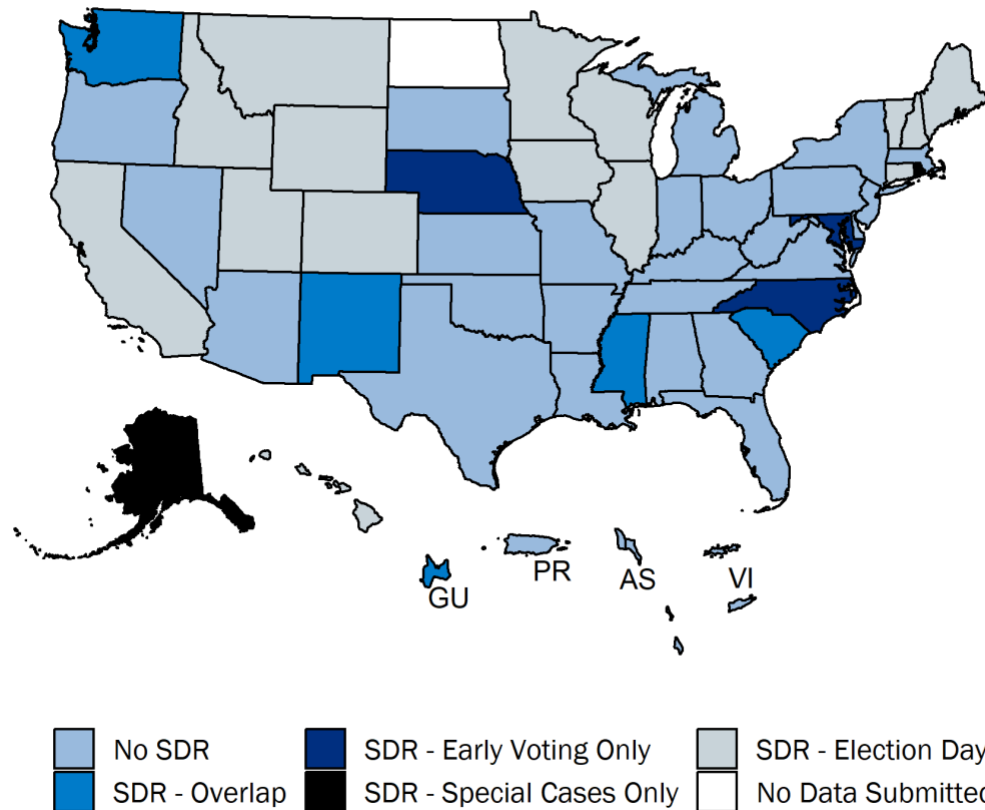 GU
PR
AS
VI
No SDR
SDR - Early Voting Only
SDR - Election Day
SDR - Overlap
SDR - Special Cases Only
No Data Submitted